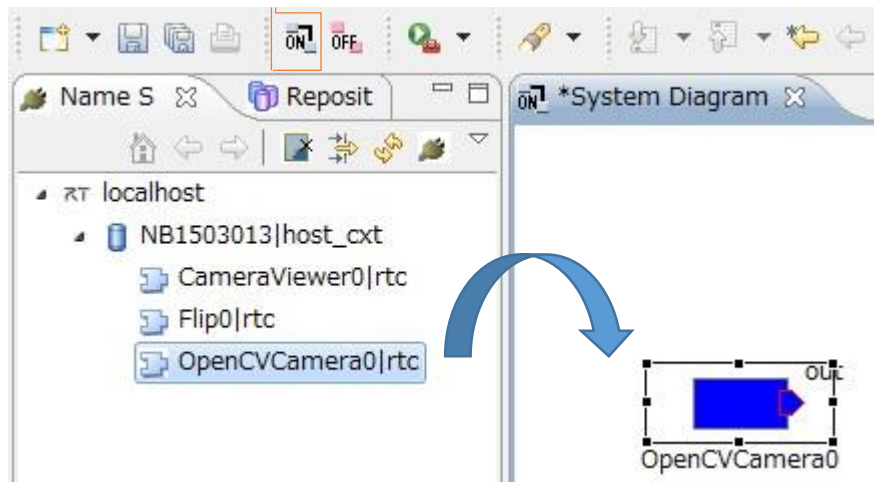 ON OFF
Name S Reposit
ON *System Diagram
RT localhost
NB1503013|host_cxt
CameraViewer0|rtc
Flip0|rtc
OpenCVCamera0|rtc
out
OpenCVCamera0